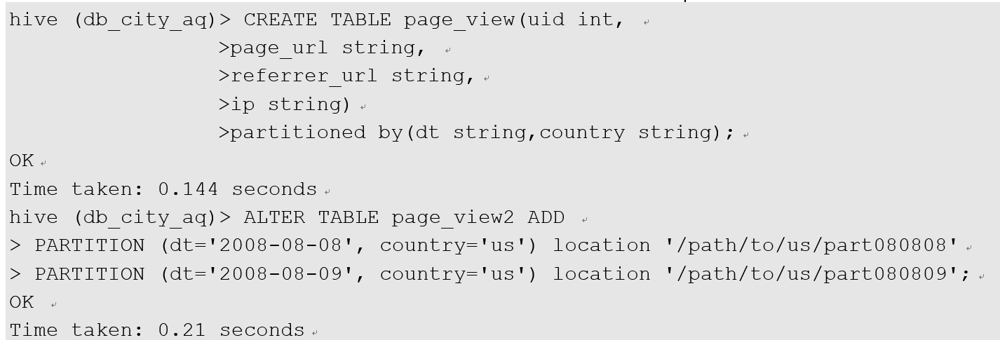 hive (db_city_aq)> CREATE TABLE page_view(uid int,
>page_url string,
>referrer_url string,
>ip string)
>partitioned by(dt string,country string);
OK
Time taken: 0.144 seconds
hive (db_city_aq)> ALTER TABLE page_view2 ADD
> PARTITION (dt='2008-08-08', country='us') location '/path/to/us/part080808'
> PARTITION (dt='2008-08-09', country='us') location '/path/to/us/part080809';
OK
Time taken: 0.21 seconds